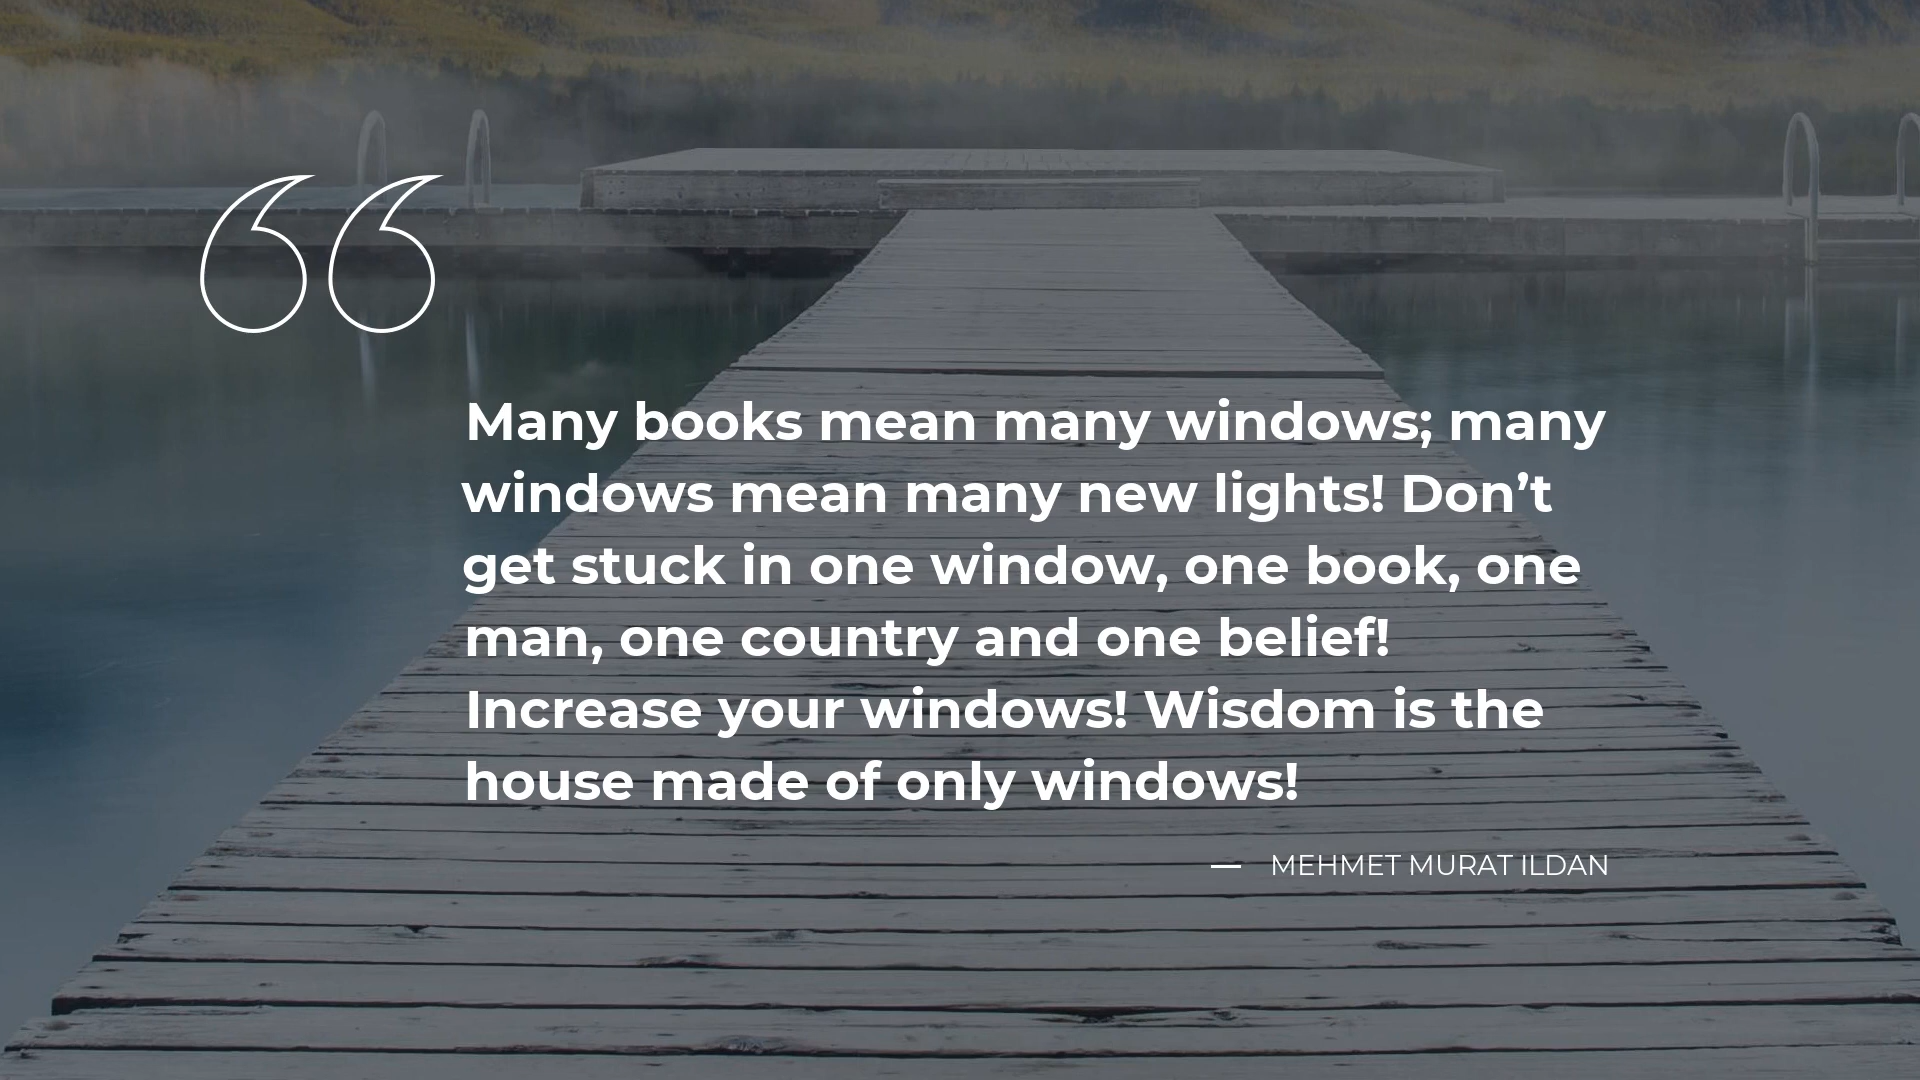 “
Many books mean many windows; many
windows mean many new lights! Don’t
get stuck in one window, one book, one
man, one country and one belief!
Increase your windows! Wisdom is the
house made of only windows!
— MEHMET MURAT ILDAN